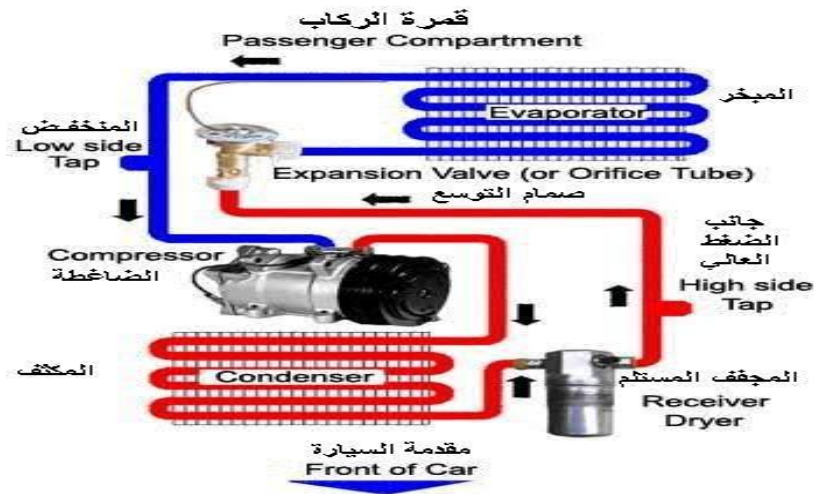 قمرة الركاب
Passenger Compartment
المبخر
Evaporator
المنخفض
Low side
Tap
Expansion Valve (or Orifice Tube)
صمام التوسع
جانب
الضغط
العالي
High side
Tap
Compressor
الضاغطة
المكثف
Condenser
المجفف المستلم
Receiver
Dryer
مقدمة السيارة
Front of Car